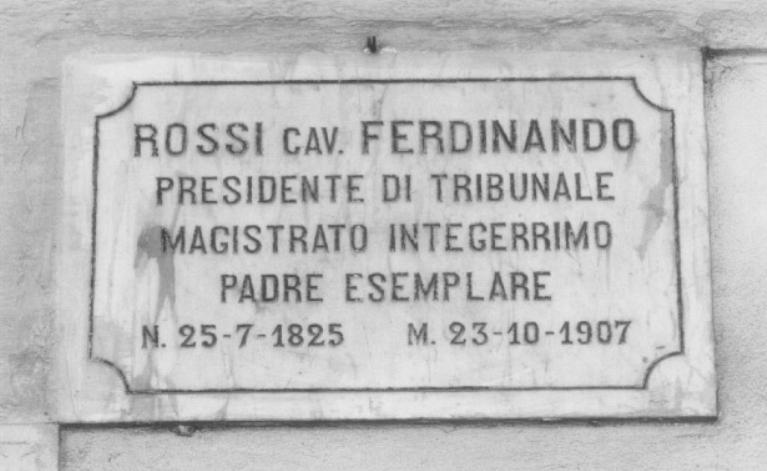 ROSSI CAV. FERDINANDO
PRESIDENTE DI TRIBUNALE
MAGISTRATO INTEGERRIMO
PADRE ESEMPLARE
N. 25-7-1825 M. 23-10-1907